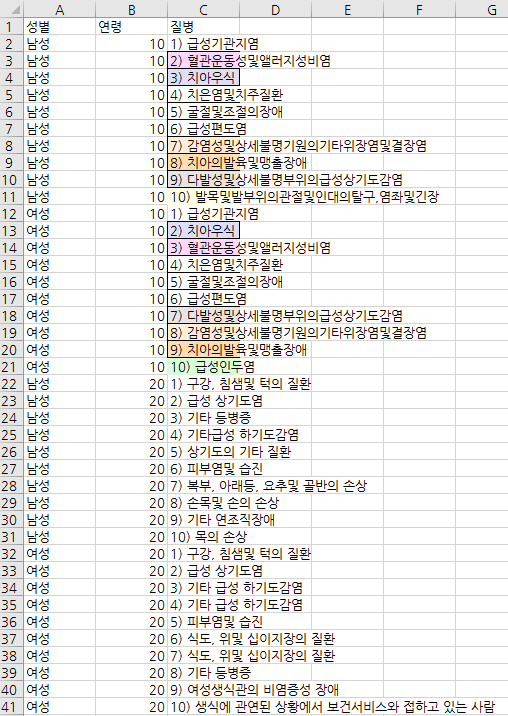 A B C D E F G
1 성별 연령 질병
2 남성 10 1) 급성기관지염
3 남성 10 2) 혈관운동성및앨러지성비염
4 남성 10 3) 치아우식
5 남성 10 4) 치은염및치주질환
6 남성 10 5) 굴절및조절의장애
7 남성 10 6) 급성편도염
8 남성 10 7) 감염성및상세불명기원의기타위장염및결장염
9 남성 10 8) 치아의발육및맹출장애
10 남성 10 9) 다발성및상세불명부위의급성상기도감염
11 남성 10 10) 발목및발부위의관절및인대의탈구,염좌및긴장
12 여성 10 1) 급성기관지염
13 여성 10 2) 치아우식
14 여성 10 3) 혈관운동성및앨러지성비염
15 여성 10 4) 치은염및치주질환
16 여성 10 5) 굴절및조절의장애
17 여성 10 6) 급성편도염
18 여성 10 7) 다발성및상세불명부위의급성상기도감염
19 여성 10 8) 감염성및상세불명기원의기타위장염및결장염
20 여성 10 9) 치아의발육및맹출장애
21 여성 10 10) 급성인두염
22 남성 20 1) 구강, 침샘및 턱의 질환
23 남성 20 2) 급성 상기도염
24 남성 20 3) 기타 등병증
25 남성 20 4) 기타급성 하기도감염
26 남성 20 5) 상기도의 기타 질환
27 남성 20 6) 피부염및 습진
28 남성 20 7) 복부, 아래등, 요추및 골반의 손상
29 남성 20 8) 손목및 손의 손상
30 남성 20 9) 기타 연조직장애
31 남성 20 10) 목의 손상
32 여성 20 1) 구강, 침샘및 턱의 질환
33 여성 20 2) 급성 상기도염
34 여성 20 3) 기타 급성 하기도감염
35 여성 20 4) 기타 급성 하기도감염
36 여성 20 5) 피부염및 습진
37 여성 20 6) 식도, 위및 십이지장의 질환
38 여성 20 7) 식도, 위및 십이지장의 질환
39 여성 20 8) 기타 등병증
40 여성 20 9) 여성생식관의 비염증성 장애
41 여성 20 10) 생식에 관연된 상황에서 보건서비스와 접하고 있는 사람